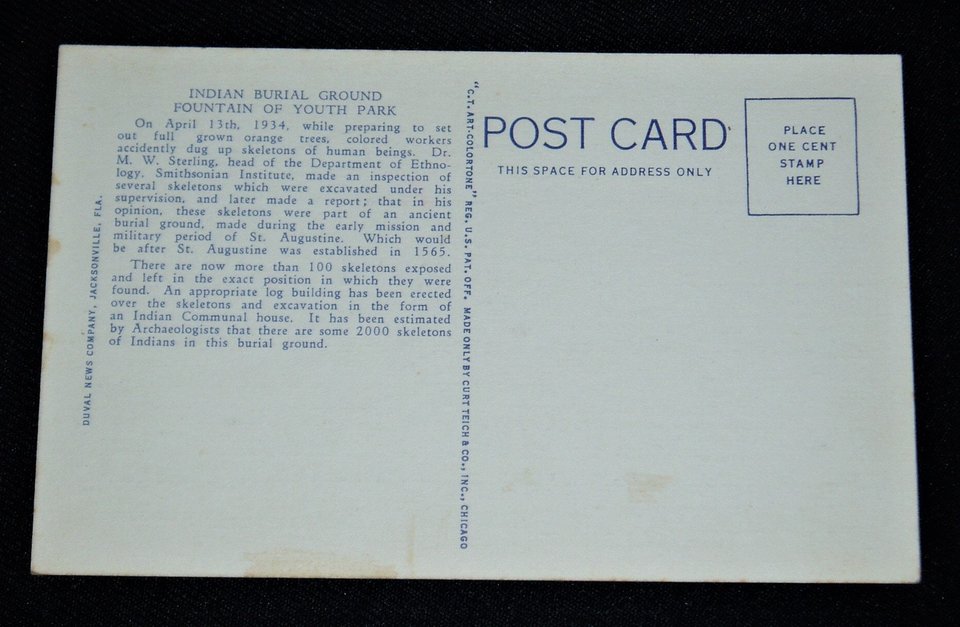 INDIAN BURIAL GROUND
FOUNTAIN OF YOUTH PARK
On April 13th, 1934, while preparing to set
out full grown orange trees, colored workers
accidently dug up skeletons of human beings. Dr.
M. W. Sterling, head of the Department of Ethno-
logy, Smithsonian Institute, made an inspection of
several skeletons which were excavated under his
supervision, and later made a report; that in his
opinion, these skeletons were part of an ancient
burial ground, made during the early mission and
military period of St. Augustine. Which would
be after St. Augustine was established in 1565.
There are now more than 100 skeletons exposed
and left in the exact position in which they were
found. An appropriate log building has been erected
over the skeletons and excavation in the form of
an Indian Communal house. It has been estimated
by Archaeologists that there are some 2000 skeletons
of Indians in this burial ground.
DUVAL NEWS COMPANY, JACKSONVILLE, FLA.
"C.T. ART-COLORTONE" REG. U.S. PAT. OFF. MADE ONLY BY CURT TEICH & CO., INC., CHICAGO
POST CARD
THIS SPACE FOR ADDRESS ONLY
PLACE
ONE CENT
STAMP
HERE